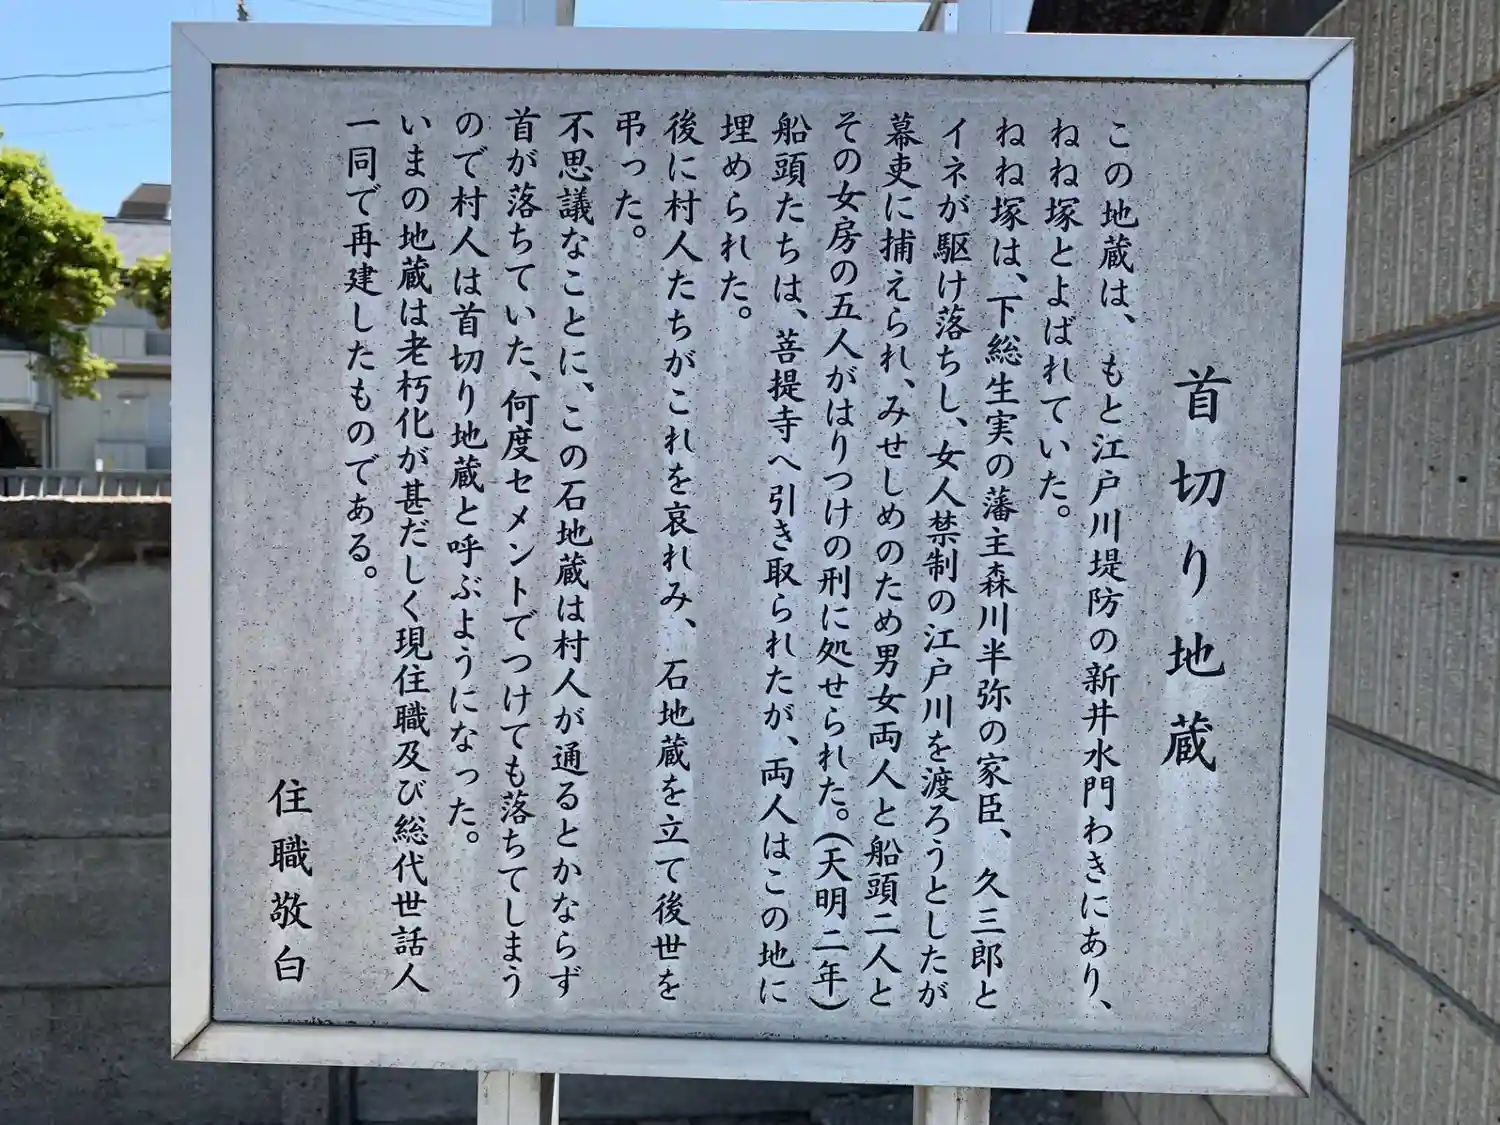 首切り地蔵
この地蔵は、もと江戸川堤防の新井水門わきにあり、
ねね塚とよばれていた。
ねね塚は、下総生実の藩主森川半弥の家臣、久三郎と
イネが駆け落ちし、女人禁制の江戸川を渡ろうとしたが
幕吏に捕えられ、みせしめのため男女両人と船頭二人と
その女房の五人がはりつけの刑に処せられた。(天明二年)
船頭たちは、菩提寺へ引き取られたが、両人はこの地に
埋められた。
後に村人たちがこれを哀れみ、石地蔵を立て後世を
弔った。
不思議なことに、この石地蔵は村人が通るとかならず
首が落ちていた、何度セメントでつけても落ちてしまう
ので村人は首切り地蔵と呼ぶようになった。
いまの地蔵は老朽化が甚だしく現住職及び総代世話人
一同で再建したものである。
住職敬白